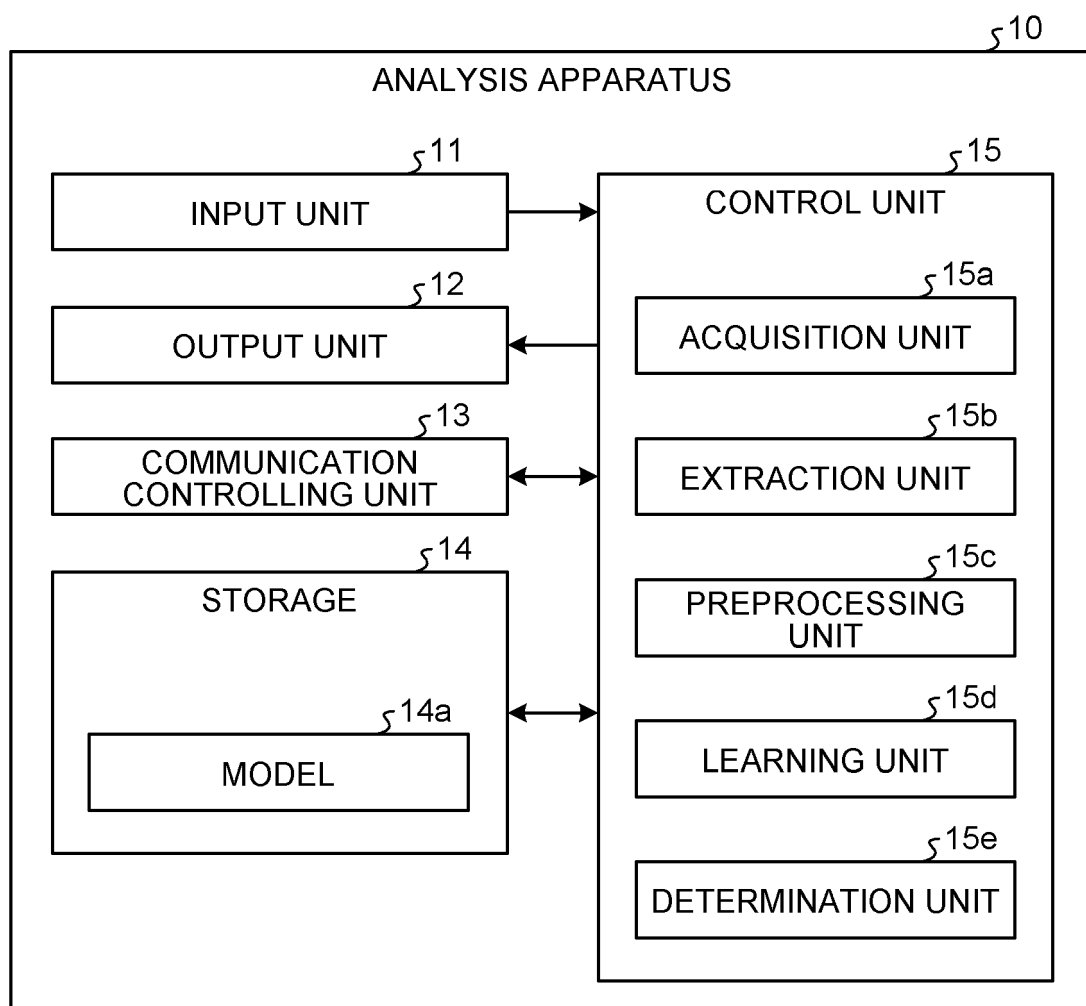 10
ANALYSIS APPARATUS
11
INPUT UNIT
12
OUTPUT UNIT
13
COMMUNICATION
CONTROLLING UNIT
14
STORAGE
14a
MODEL
15
CONTROL UNIT
15a
ACQUISITION UNIT
15b
EXTRACTION UNIT
15c
PREPROCESSING
UNIT
15d
LEARNING UNIT
15e
DETERMINATION UNIT